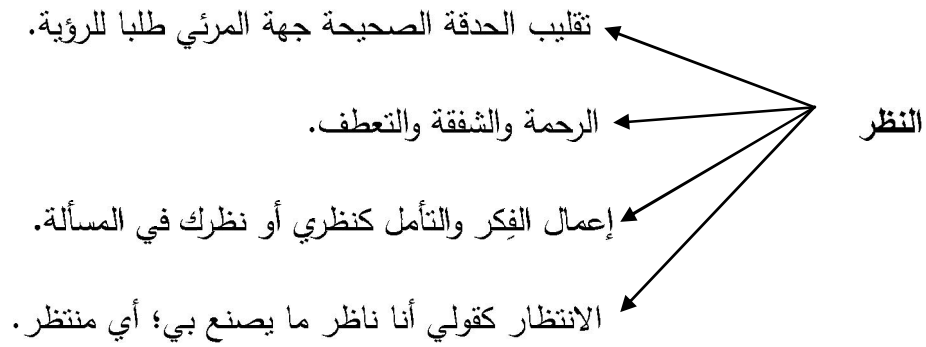 تقليب الحدقة الصحيحة جهة المرئي طلبا للرؤية.
النظر
الرحمة والشفقة والتعطف.
إعمال الفِكر والتأمل كنظري أو نظرك في المسألة.
الانتظار كقولي أنا ناظر ما يصنع بي؛ أي منتظر.